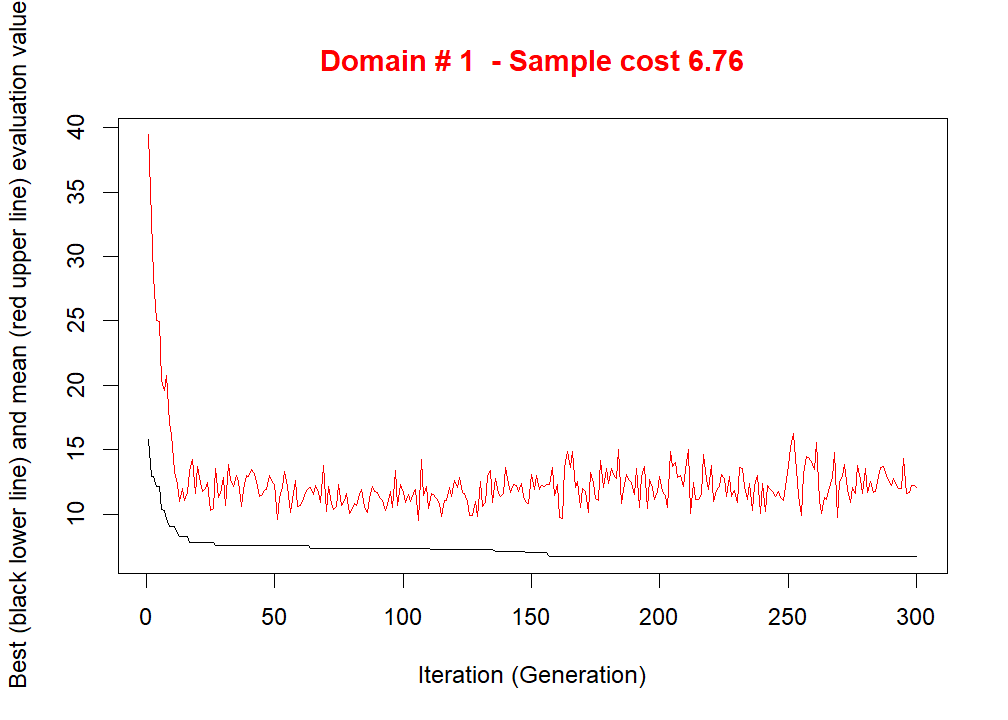 Domain # 1  - Sample cost 6.76
Best (black lower line) and mean (red upper line) evaluation value
40
35
30
25
20
15
10
0 50 100 150 200 250 300
Iteration (Generation)